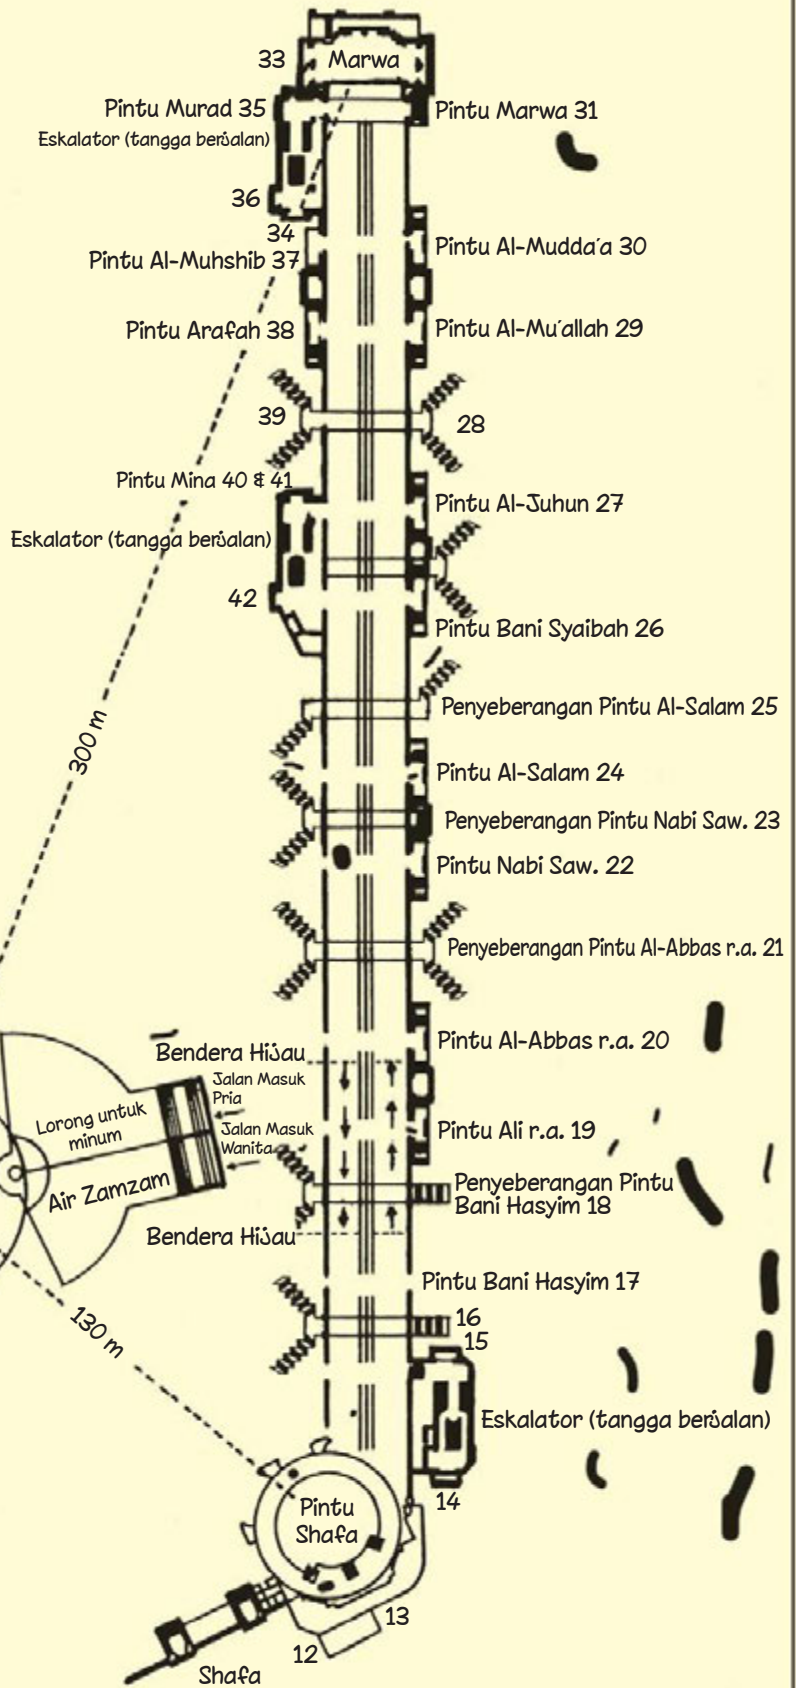 33
Marwa
Pintu Murad 35
Pintu Marwa 31
Eskalator (tangga berjalan)
36
34
Pintu Al-Mudda'a 30
Pintu Al-Muhshib 37
Pintu Arafah 38
Pintu Al-Mu'allah 29
39
28
Pintu Mina 40 & 41
Pintu Al-Juhun 27
Eskalator (tangga berjalan)
42
Pintu Bani Syaibah 26
Penyeberangan Pintu Al-Salam 25
300 m
Pintu Al-Salam 24
Penyeberangan Pintu Nabi Saw. 23
Pintu Nabi Saw. 22
Penyeberangan Pintu Al-Abbas r.a. 21
Pintu Al-Abbas r.a. 20
Bendera Hijau
Jalan Masuk
Pria
Lorong untuk
minum
Jalan Masuk
Wanita
Pintu Ali r.a. 19
Air Zamzam
Penyeberangan Pintu
Bani Hasyim 18
Bendera Hijau
Pintu Bani Hasyim 17
130 m
16
15
Eskalator (tangga berjalan)
14
Pintu
Shafa
13
12
Shafa